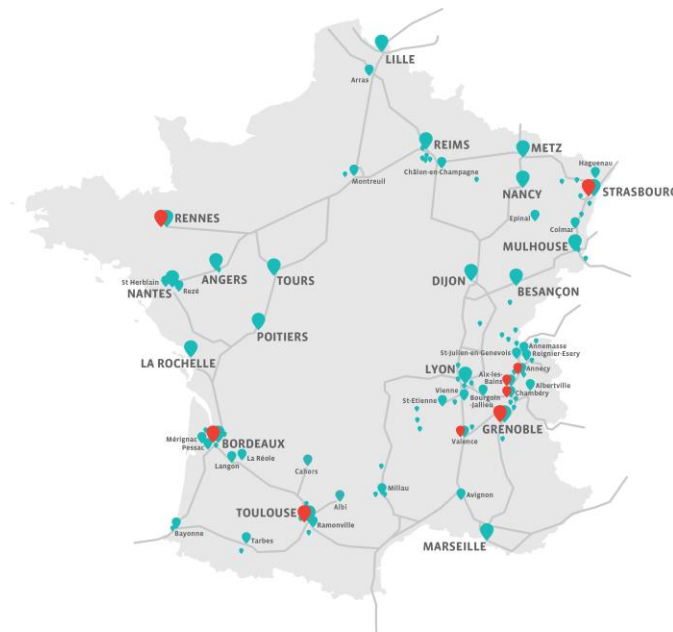 LILLE
Arras
REIMS
METZ
Haguenau
Châlon-en-Champagne
Montreuil
NANCY
STRASBOURG
RENNES
Epinal
Colmar
MULHOUSE
ANGERS
TOURS
DIJON
BESANÇON
St Herblain
Rezé
NANTES
POITIERS
LA ROCHELLE
Annemasse
St-Julien-en-Genevois
Reignier-Esery
LYON
Annecy
Aix-les-
Bains
Albertville
Vienne
Chambéry
Bourgoin
-Jallieu
St-Etienne
GRENOBLE
Valence
Mérignac
BORDEAUX
Pessac
La Réole
Langon
Cahors
Millau
Avignon
Albi
TOULOUSE
Ramonville
Bayonne
Tarbes
MARSEILLE